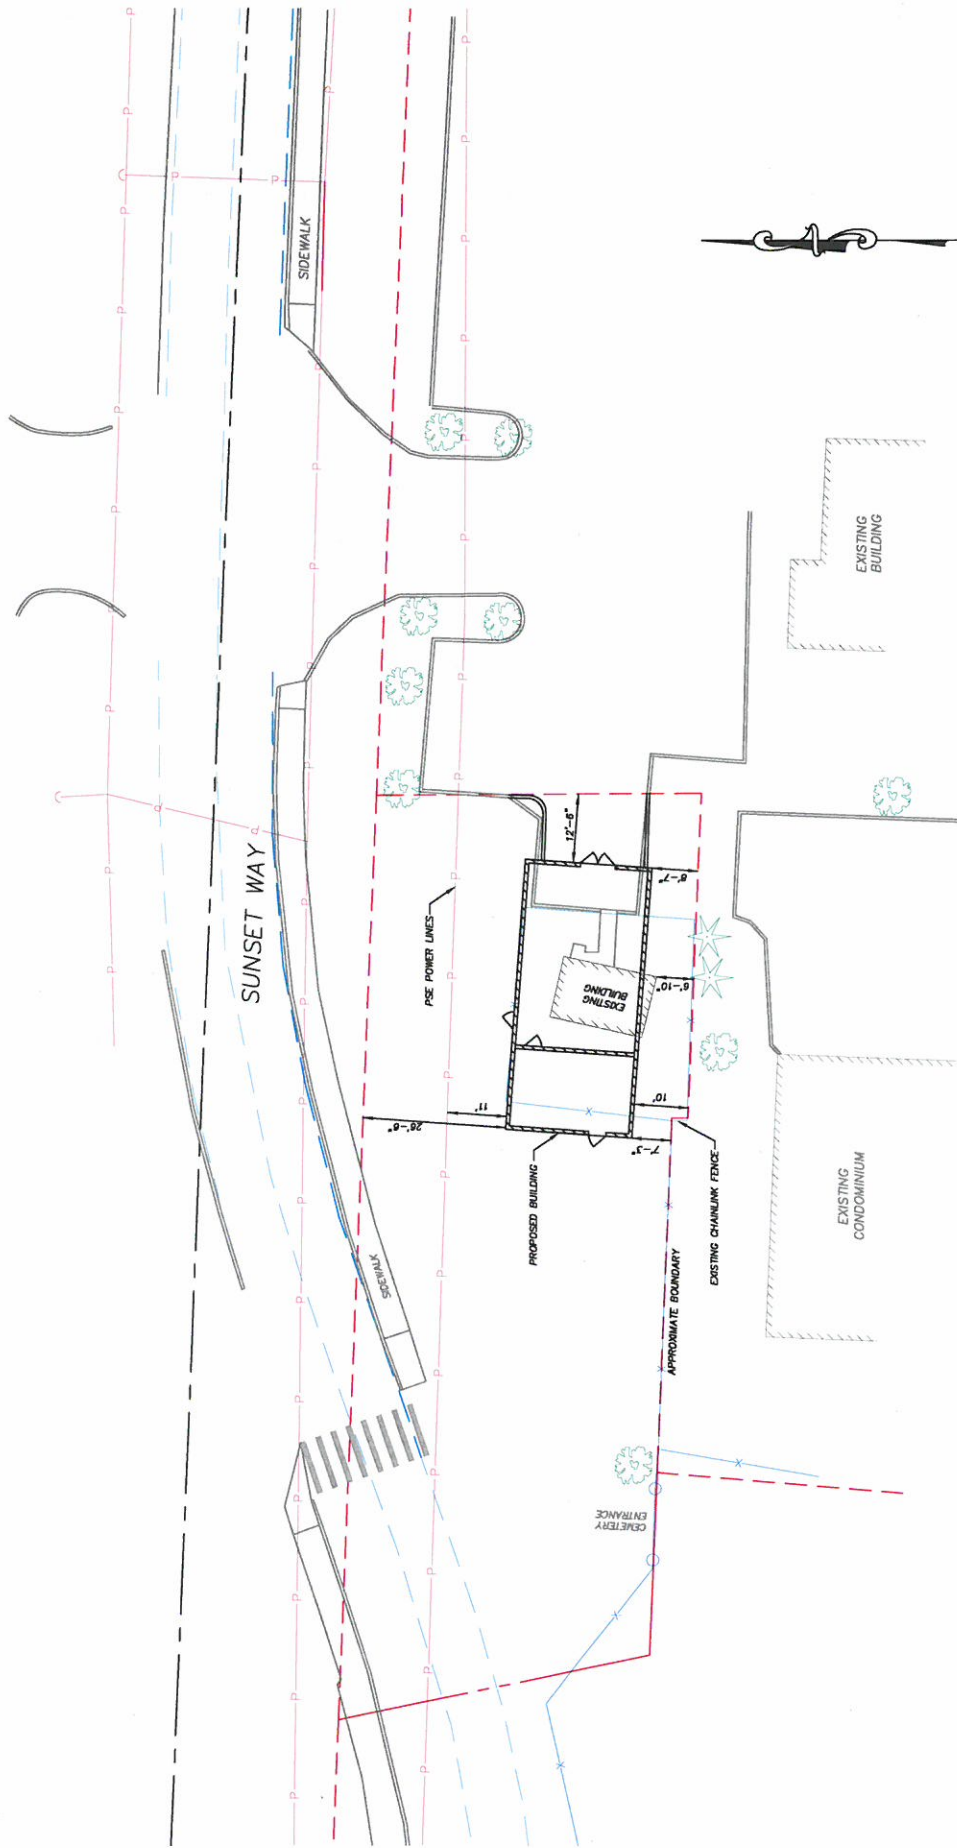 SUNSET WAY
SIDEWALK
SIDEWALK
PSE POWER LINES
12'-6"
8'-7"
6'-10"
EXISTING
BUILDING
11'
26'-6"
10'
7'-3"
PROPOSED BUILDING
EXISTING CHAINLINK FENCE
APPROXIMATE BOUNDARY
EXISTING
BUILDING
EXISTING
CONDOMINIUM
CEMETERY
ENTRANCE